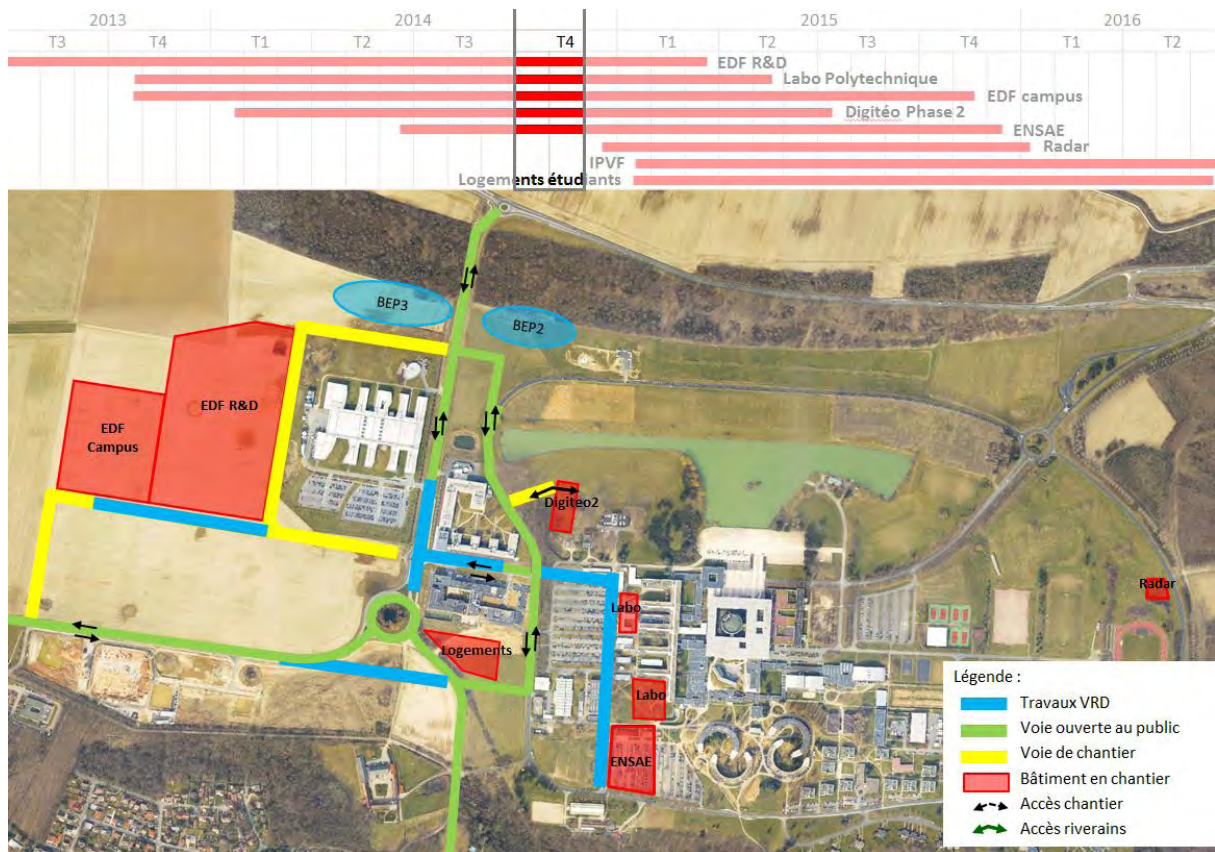 2013 2014 2015 2016
T3 T4 T1 T2 T3 T4 T1 T2 T3 T4 T1 T2
EDF R&D
Labo Polytechnique
EDF campus
Digitéo Phase 2
ENSAE
Radar
IPVF
Logements étudiants
BEP3
BEP2
EDF R&D
EDF
Campus
Digiteo2
Radar
Labo
Logements
Labo
ENSAE
Légende :
Travaux VRD
Voie ouverte au public
Voie de chantier
Bâtiment en chantier
Accès chantier
Accès riverains